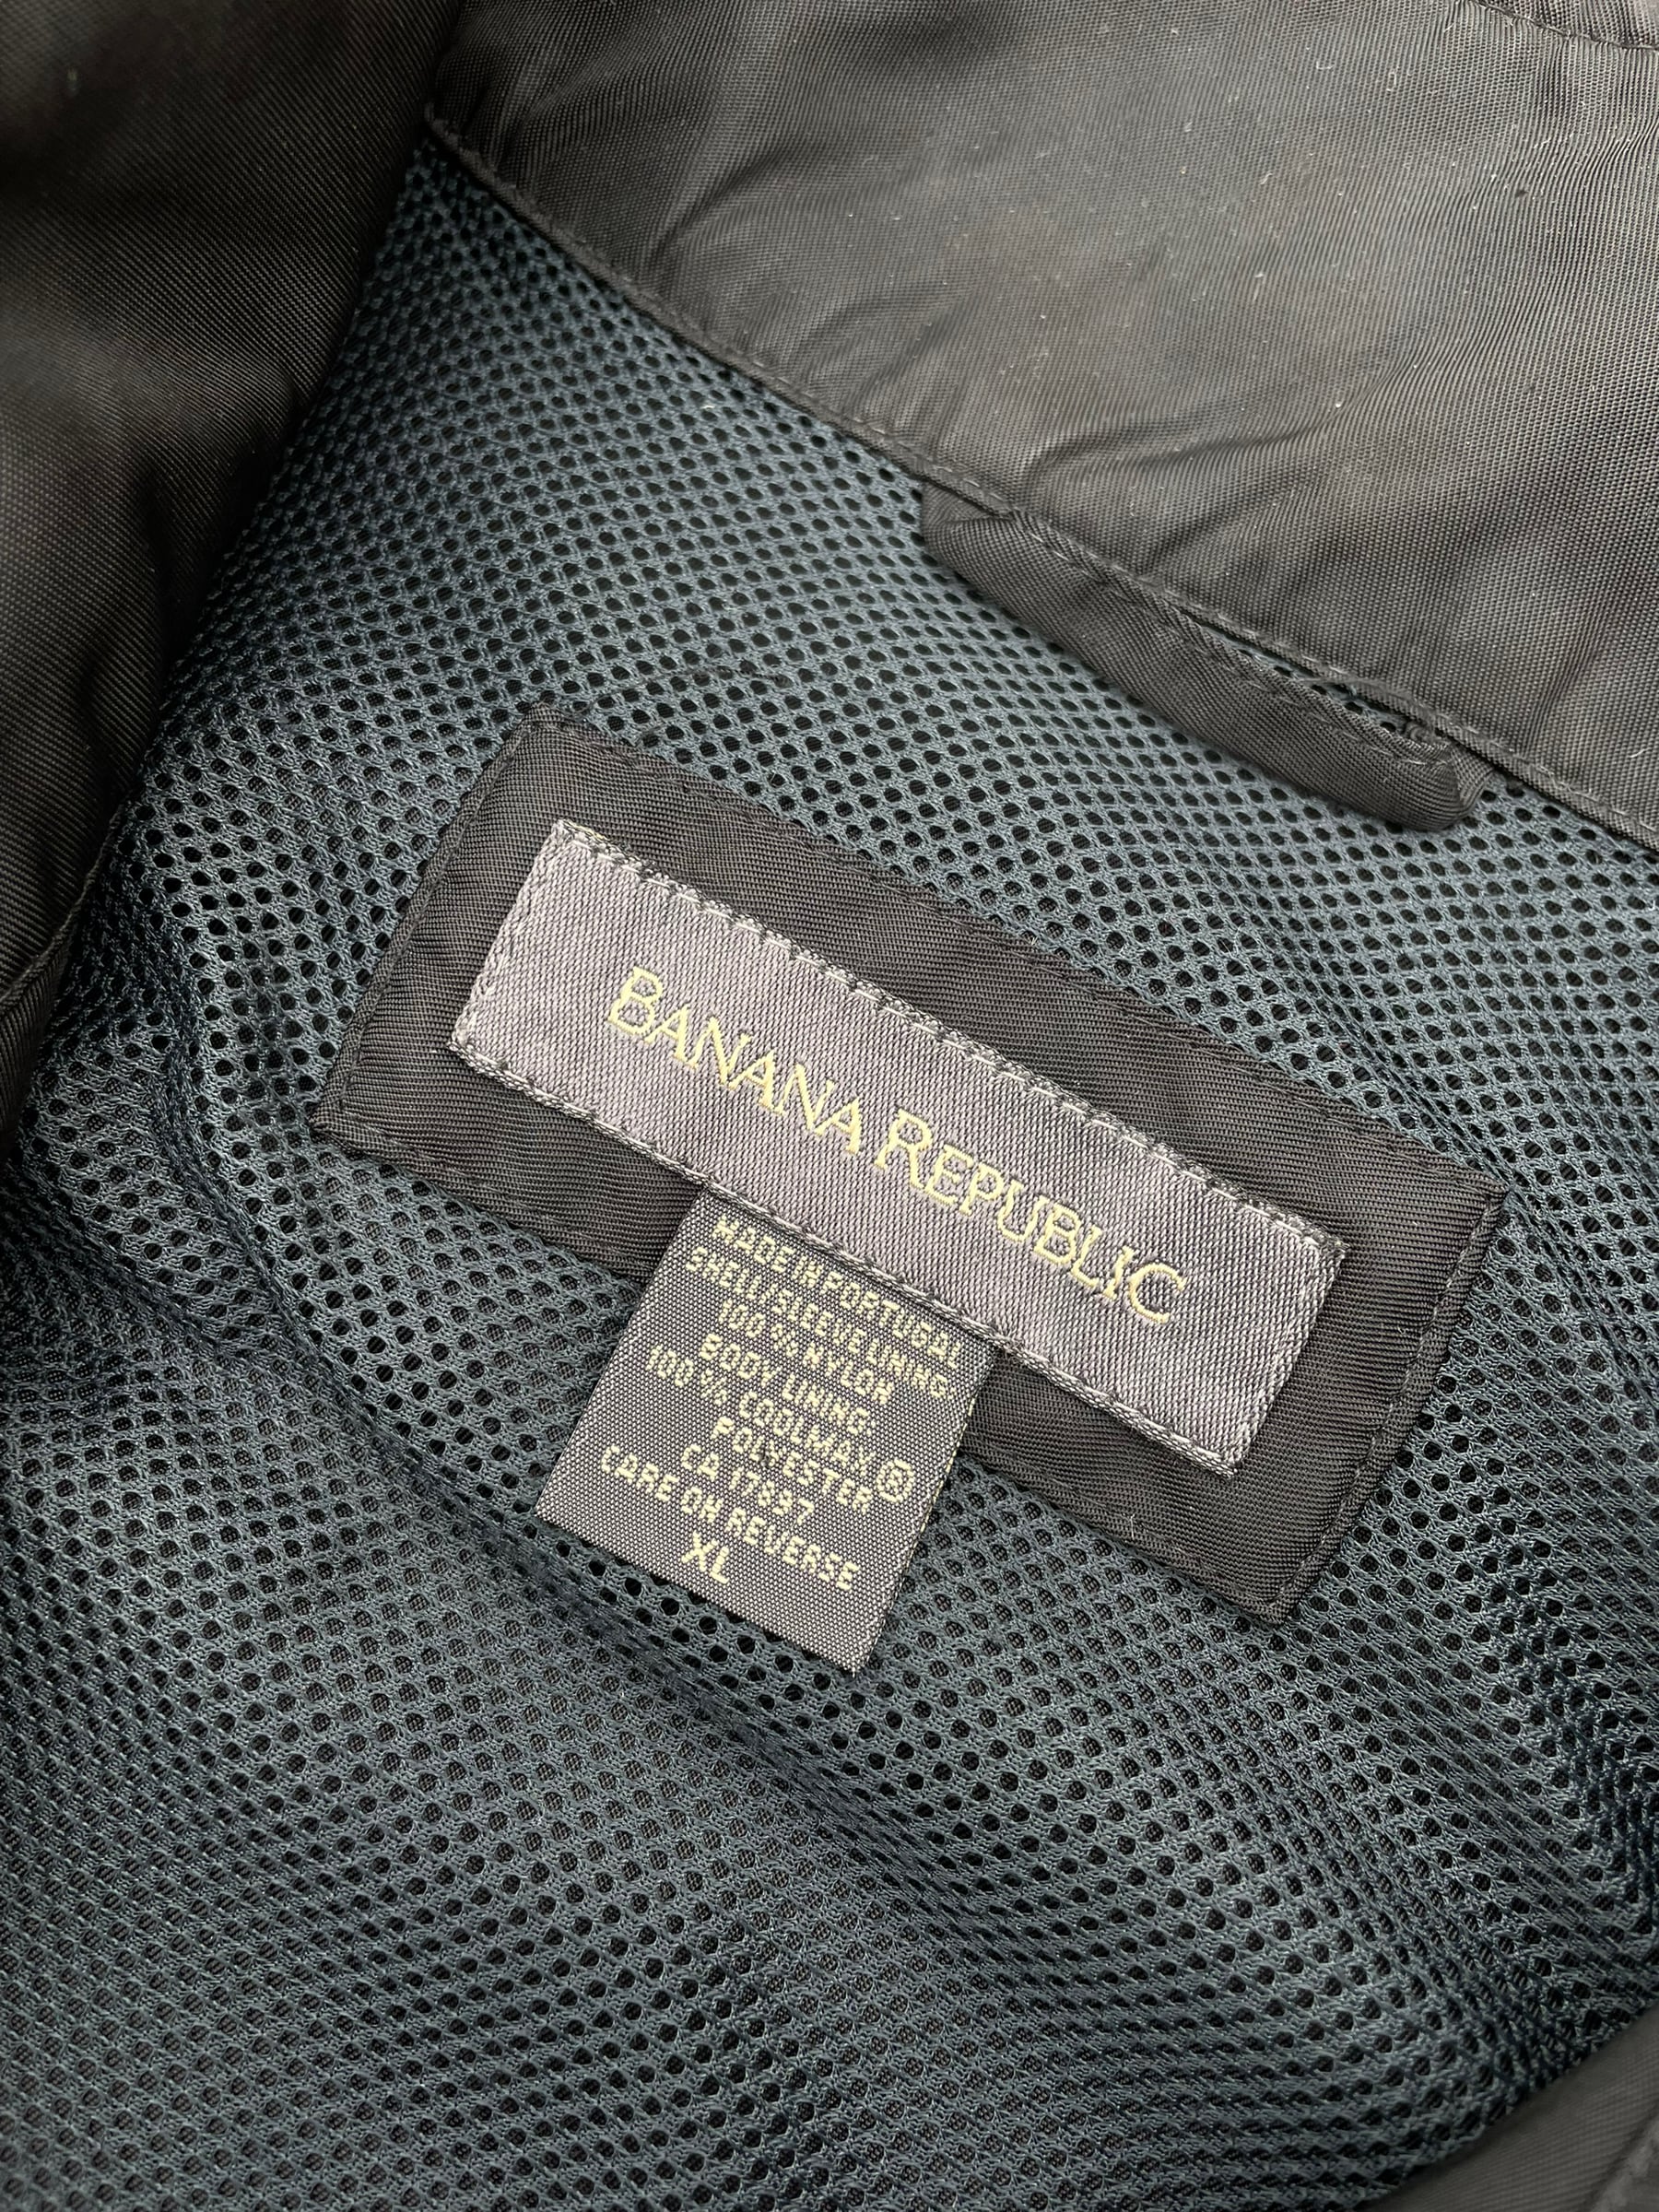 BANANA REPUBLIC
MADE IN PORTUGAL
SHELL/SLEEVE LINING:
100 % NYLON
BODY LINING:
100 % COOLMAX®
POLYESTER
CA 17897
CARE ON REVERSE
XL